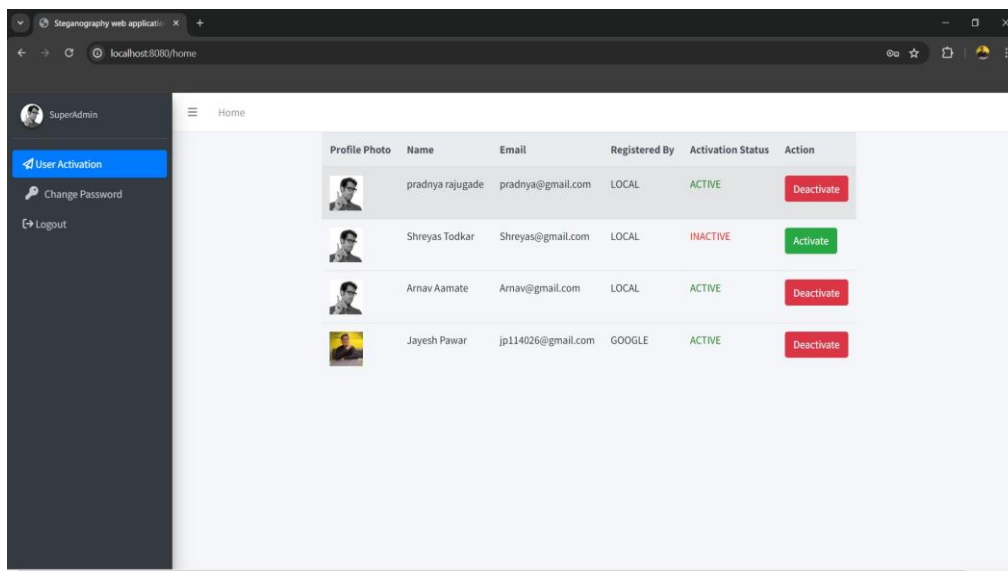 Steganography web applicatio
localhost:8080/home
SuperAdmin
Home
User Activation
Change Password
Logout
Profile Photo Name Email Registered By Activation Status Action
pradnya rajugade pradnya@gmail.com LOCAL ACTIVE Deactivate
Shreyas Todkar Shreyas@gmail.com LOCAL INACTIVE Activate
Arnav Aamate Arnav@gmail.com LOCAL ACTIVE Deactivate
Jayesh Pawar jp114026@gmail.com GOOGLE ACTIVE Deactivate